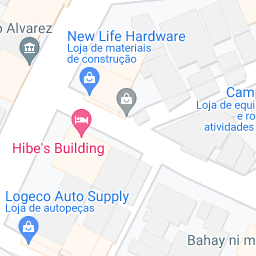 Alvarez
New Life Hardware
Loja de materiais
de construção
Cam
Loja de equi
e ro
atividades
Hibe's Building
Logeco Auto Supply
Loja de autopeças
Bahay ni m